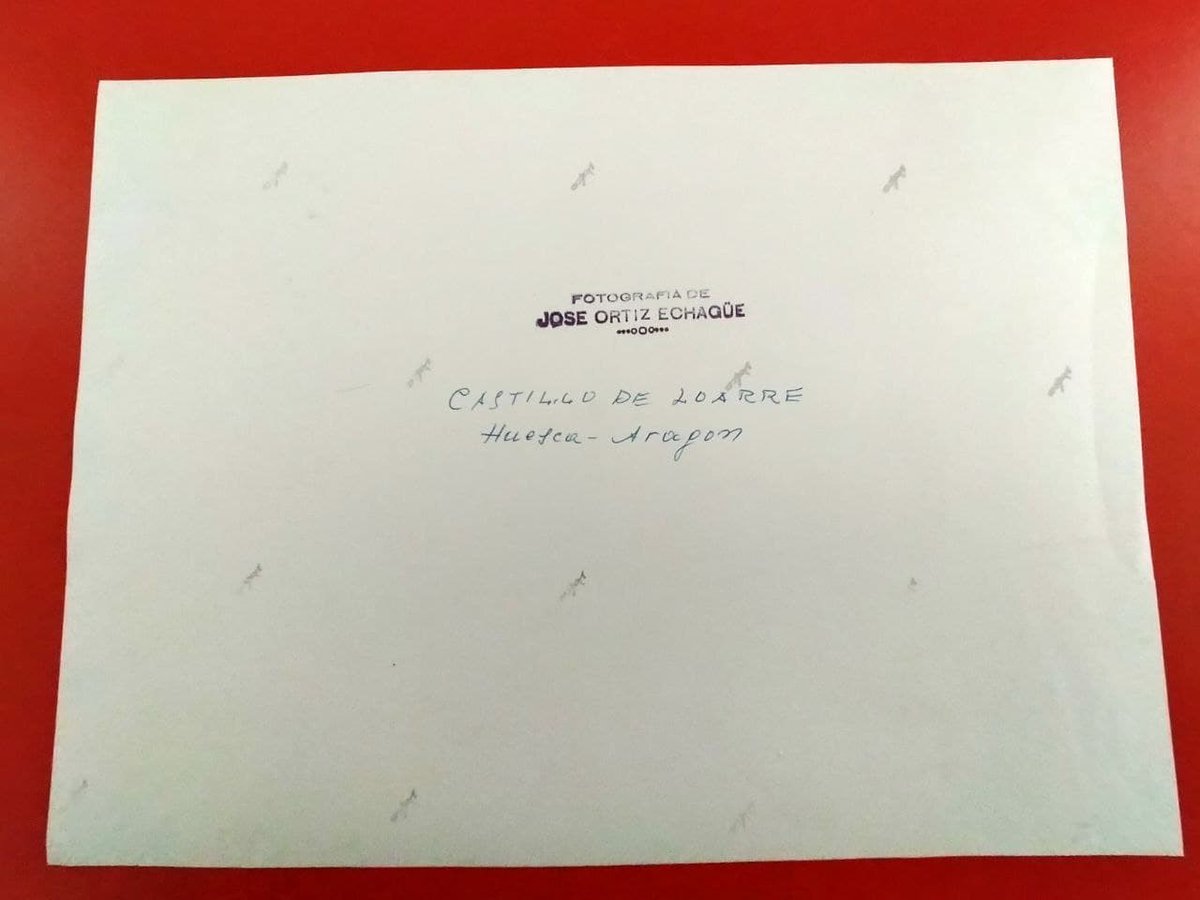 FOTOGRAFIA DE
JOSE ORTIZ ECHAGÜE
CASTILLO DE LOARRE
Huesca - Aragon